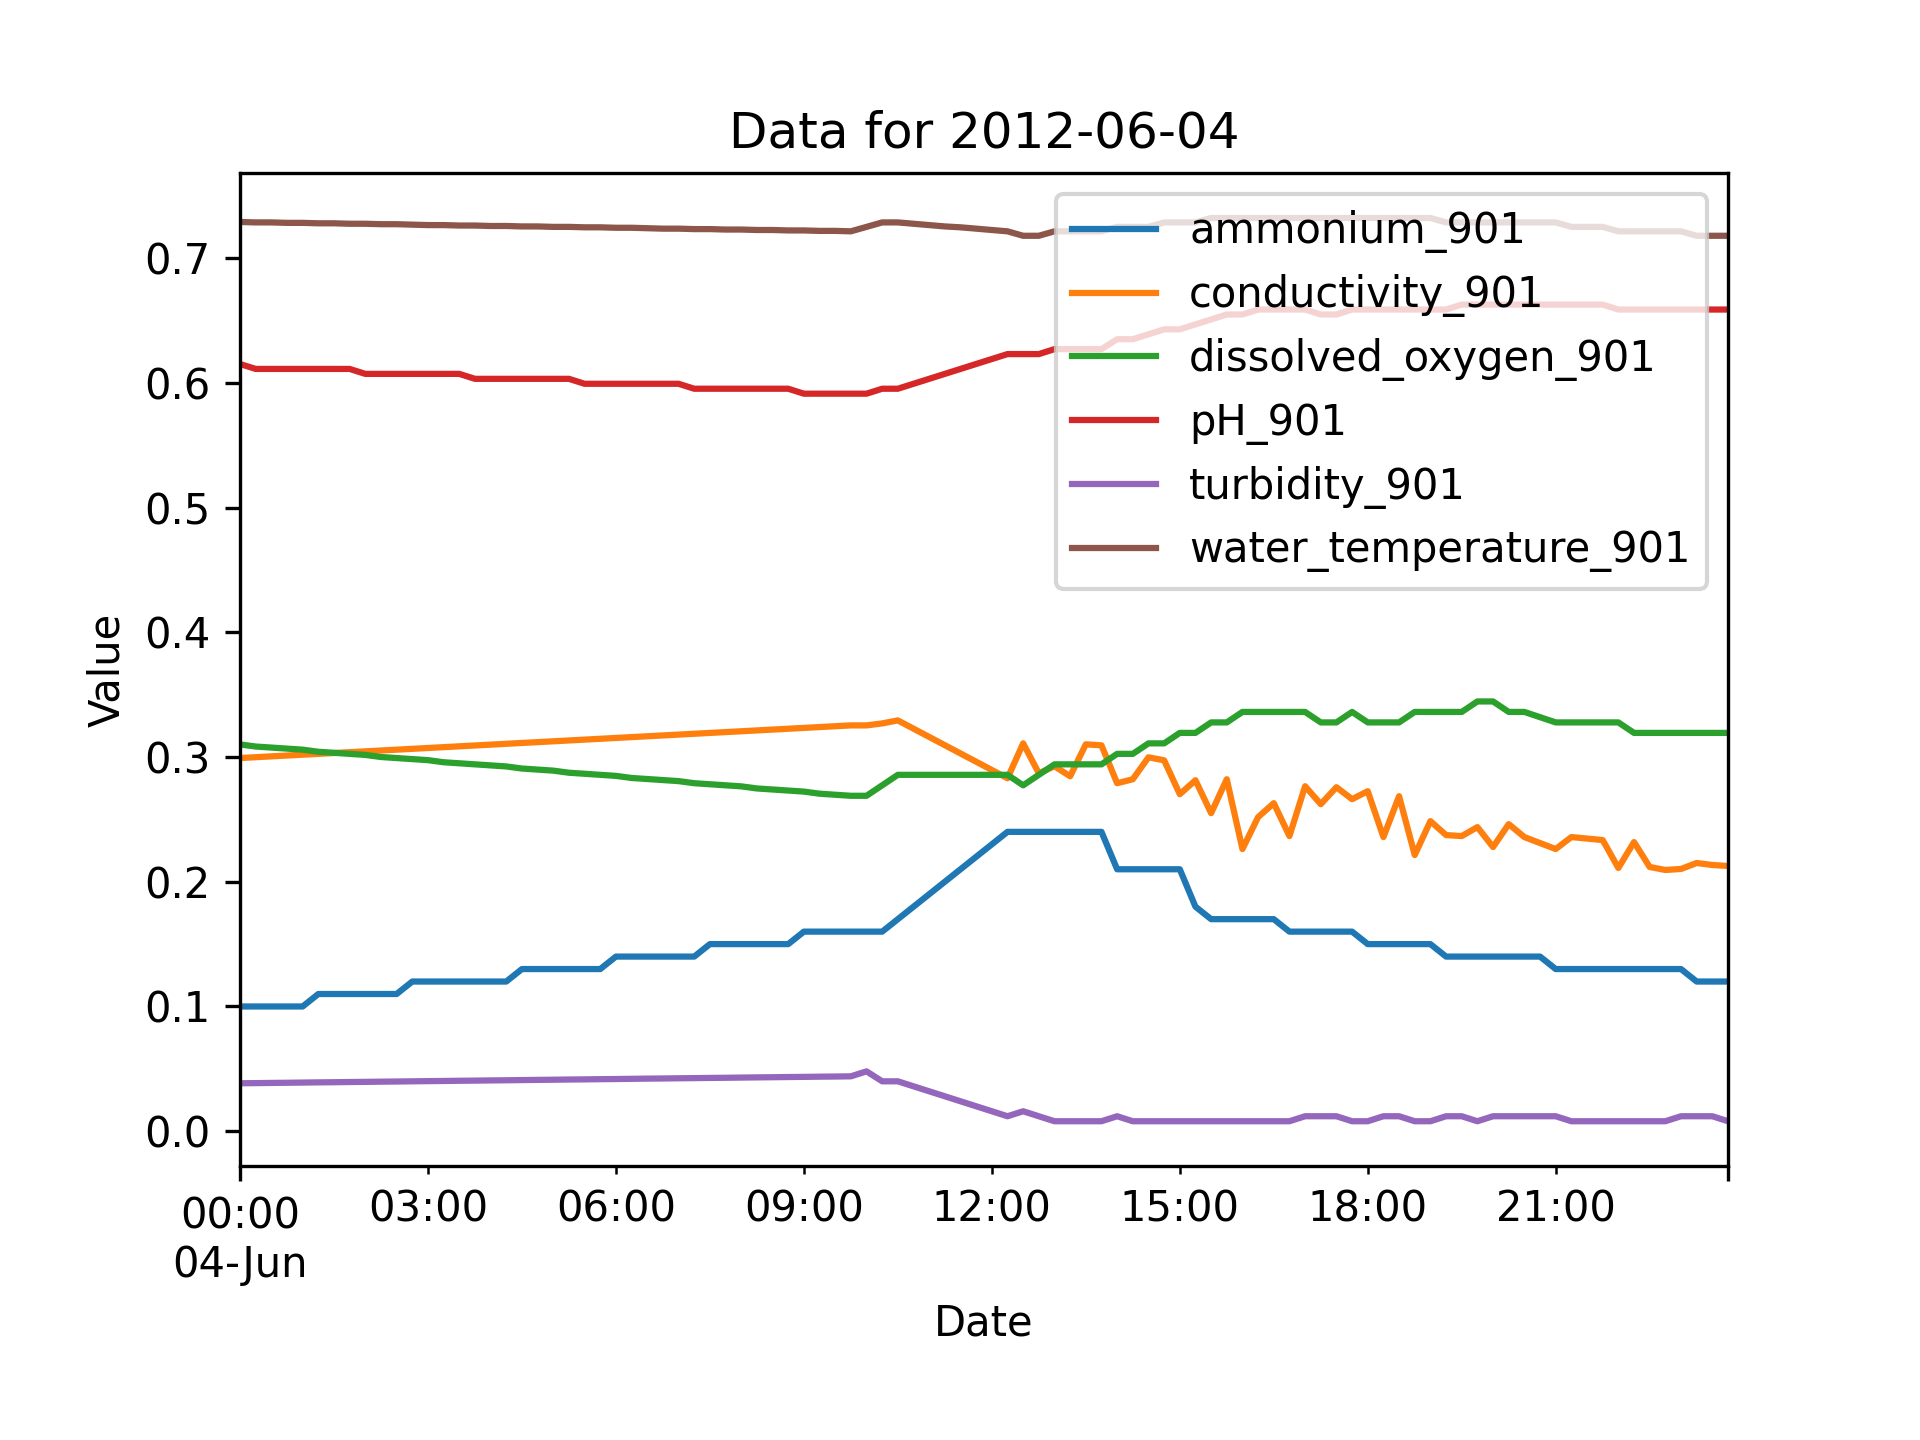 Data for 2012-06-04
ammonium_901
conductivity_901
dissolved_oxygen_901
pH_901
turbidity_901
water_temperature_901
Value
0.7
0.6
0.5
0.4
0.3
0.2
0.1
0.0
00:00 03:00 06:00 09:00 12:00 15:00 18:00 21:00
04-Jun
Date